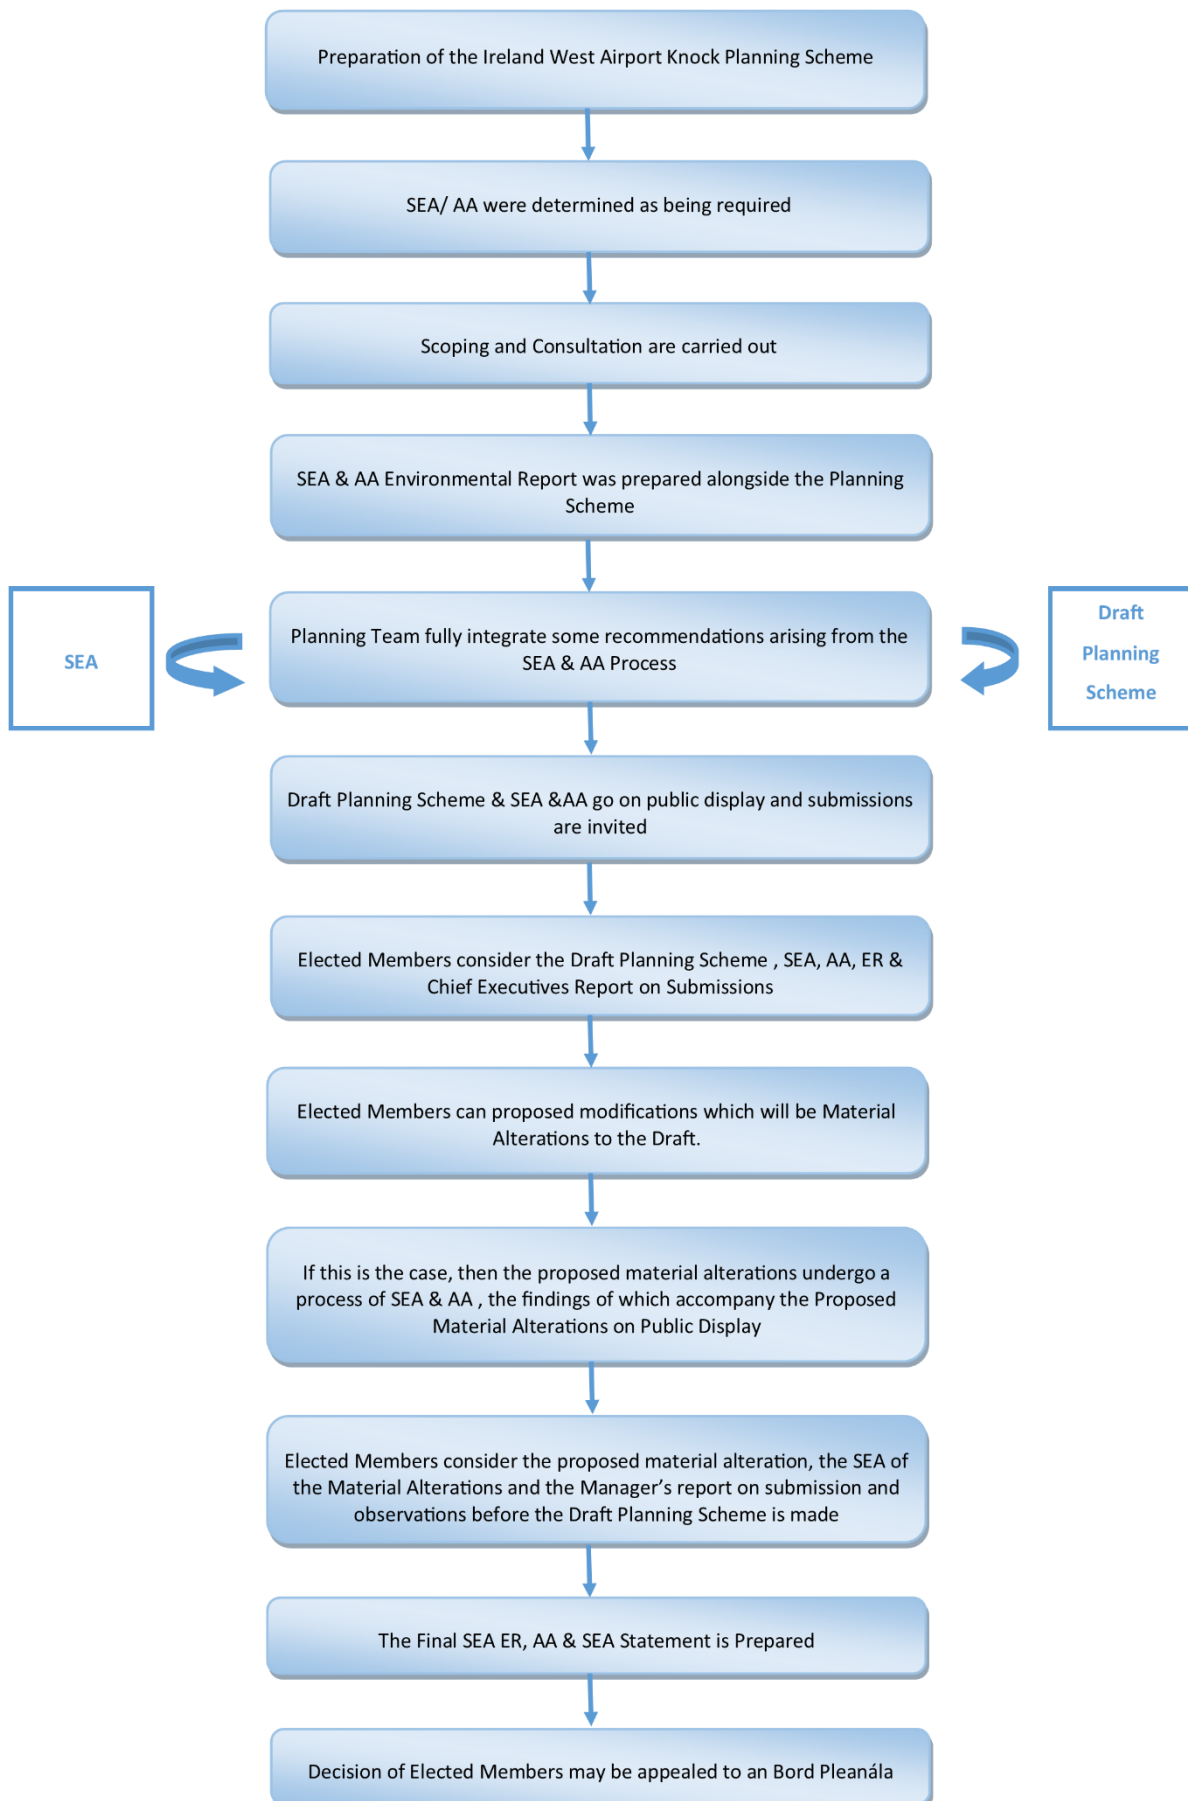 Preparation of the Ireland West Airport Knock Planning Scheme
SEA/ AA were determined as being required
Scoping and Consultation are carried out
SEA & AA Environmental Report was prepared alongside the Planning
Scheme
SEA
Planning Team fully integrate some recommendations arising from the
SEA & AA Process
Draft
Planning
Scheme
Draft Planning Scheme & SEA &AA go on public display and submissions
are invited
Elected Members consider the Draft Planning Scheme , SEA, AA, ER &
Chief Executives Report on Submissions
Elected Members can proposed modifications which will be Material
Alterations to the Draft.
If this is the case, then the proposed material alterations undergo a
process of SEA & AA , the findings of which accompany the Proposed
Material Alterations on Public Display
Elected Members consider the proposed material alteration, the SEA of
the Material Alterations and the Manager’s report on submission and
observations before the Draft Planning Scheme is made
The Final SEA ER, AA & SEA Statement is Prepared
Decision of Elected Members may be appealed to an Bord Pleanála